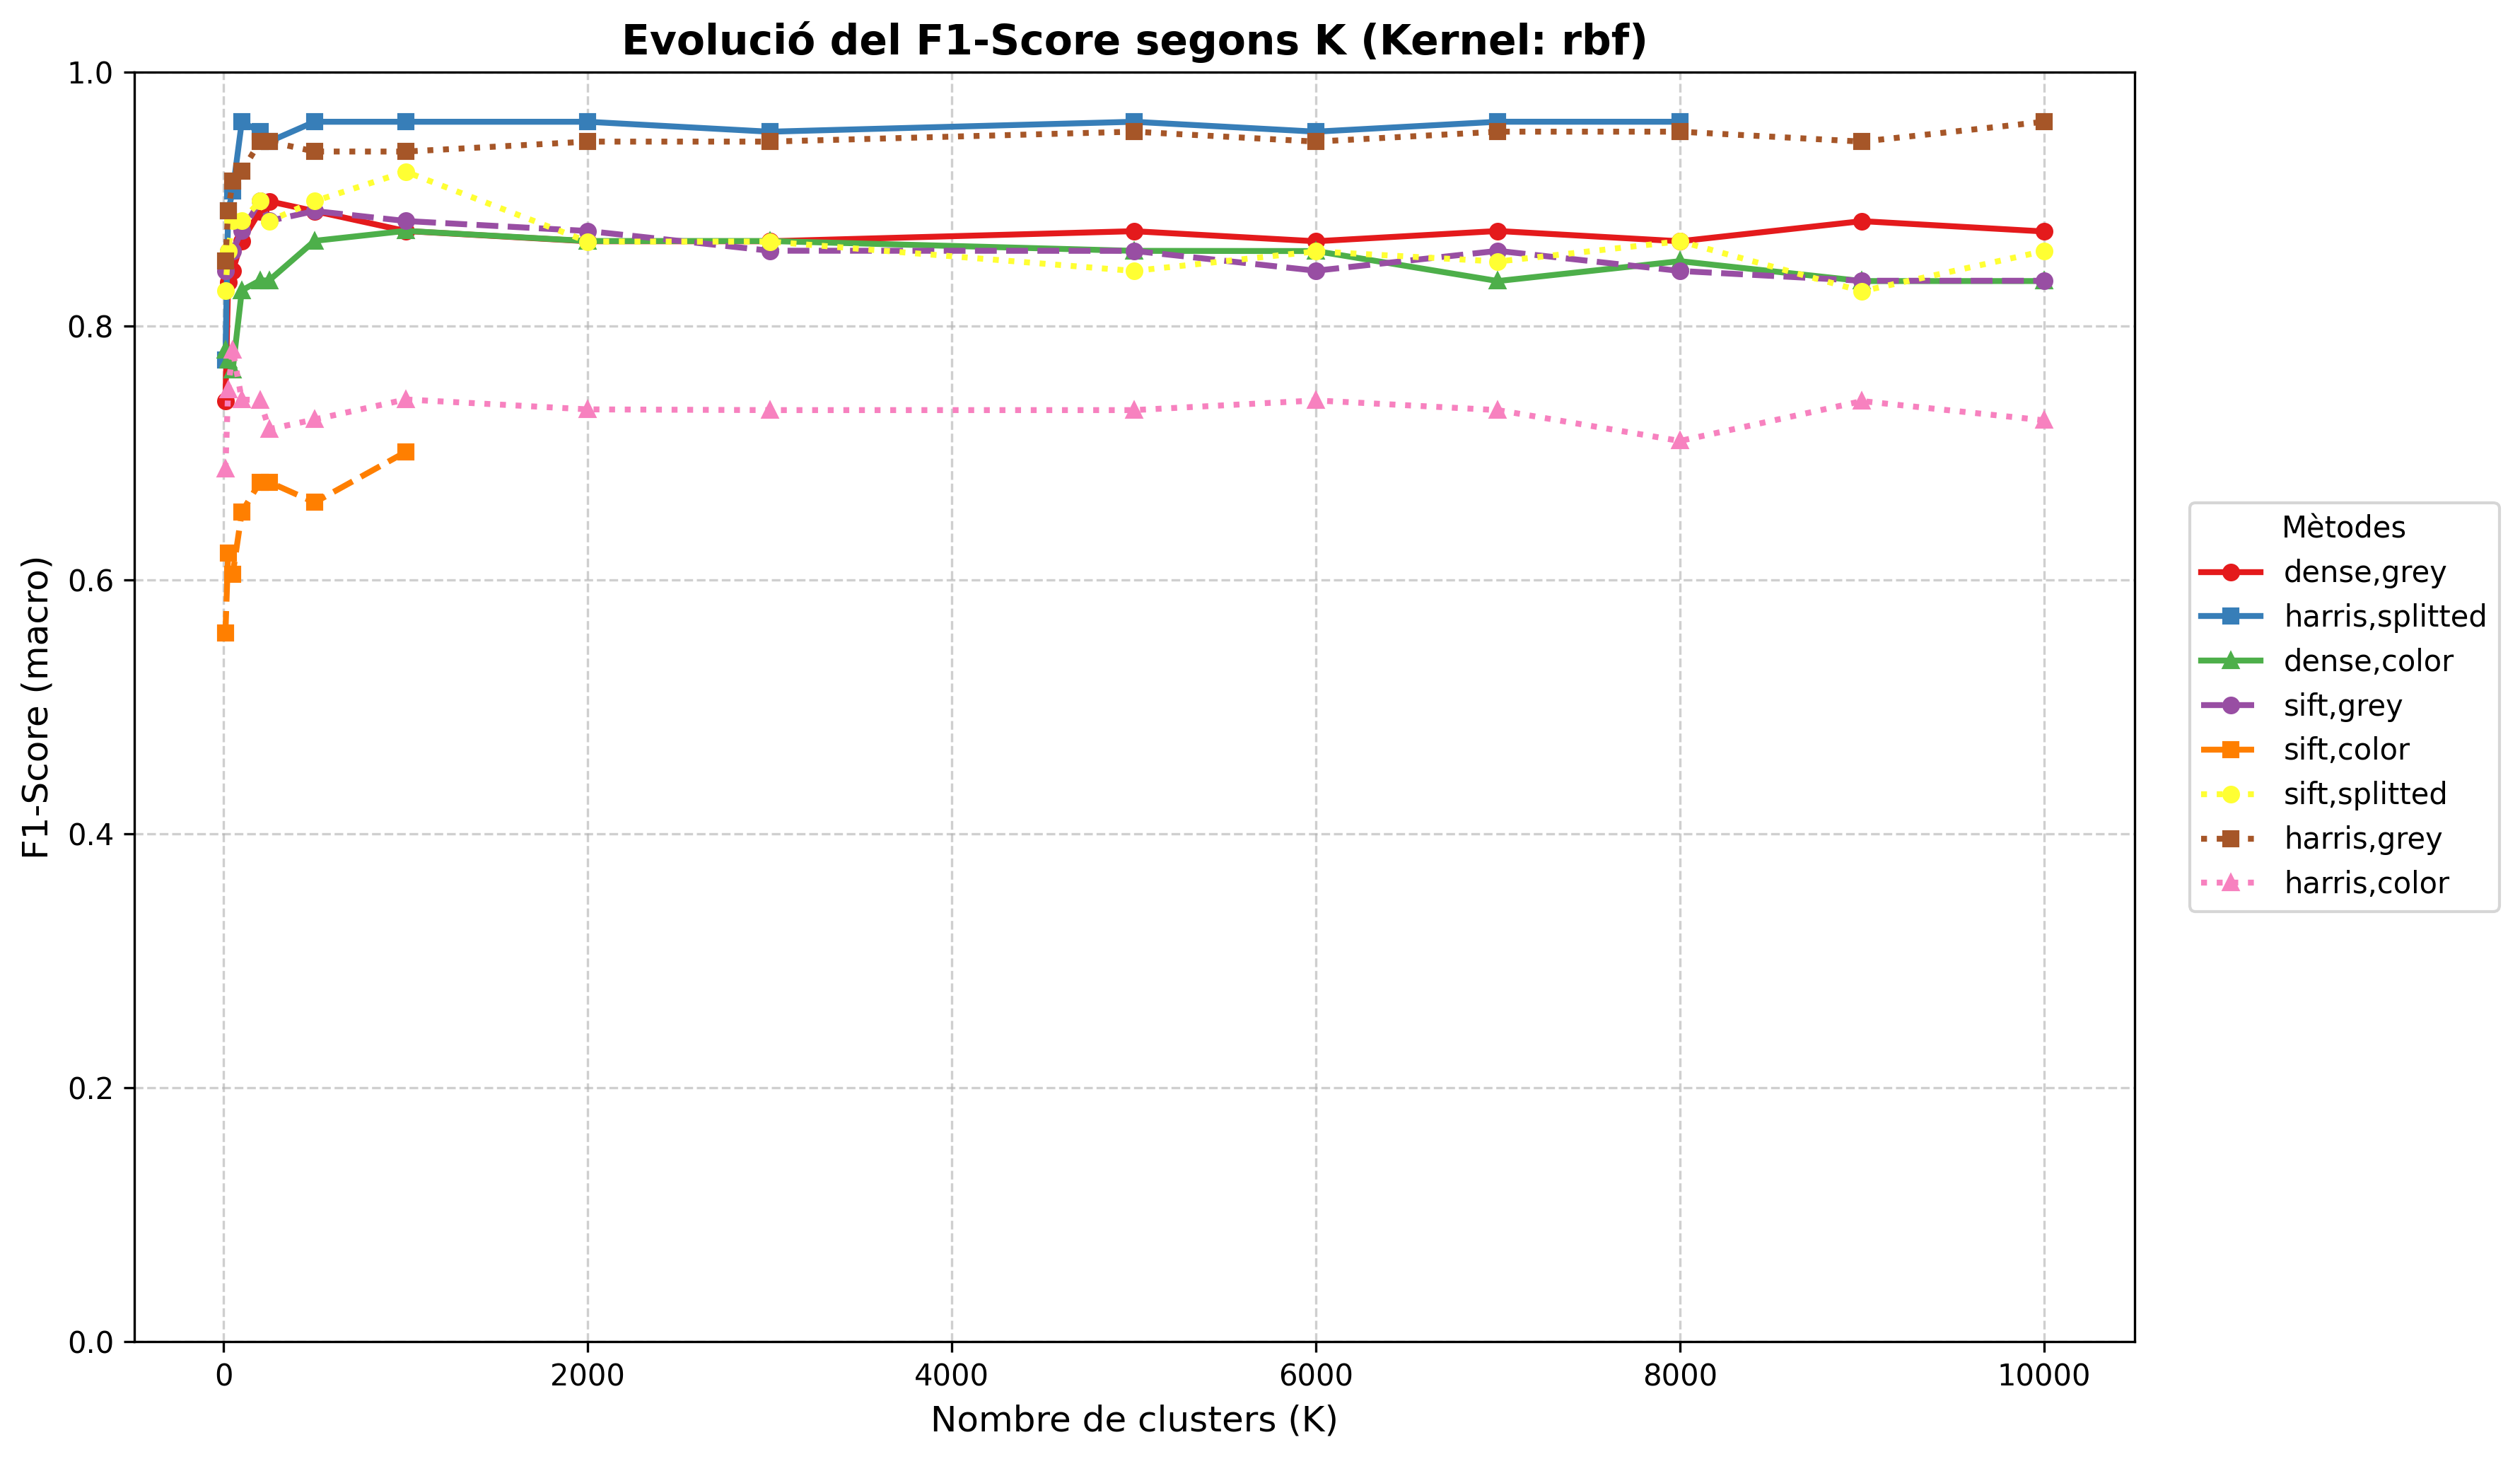 Evolució del F1-Score segons K (Kernel: rbf)
1.0
0.8
0.6
0.4
0.2
0.0
F1-Score (macro)
0
2000
4000
6000
8000
10000
Nombre de clusters (K)
Mètodes
dense,grey
harris,splitted
dense,color
sift,grey
sift,color
sift,splitted
harris,grey
harris,color